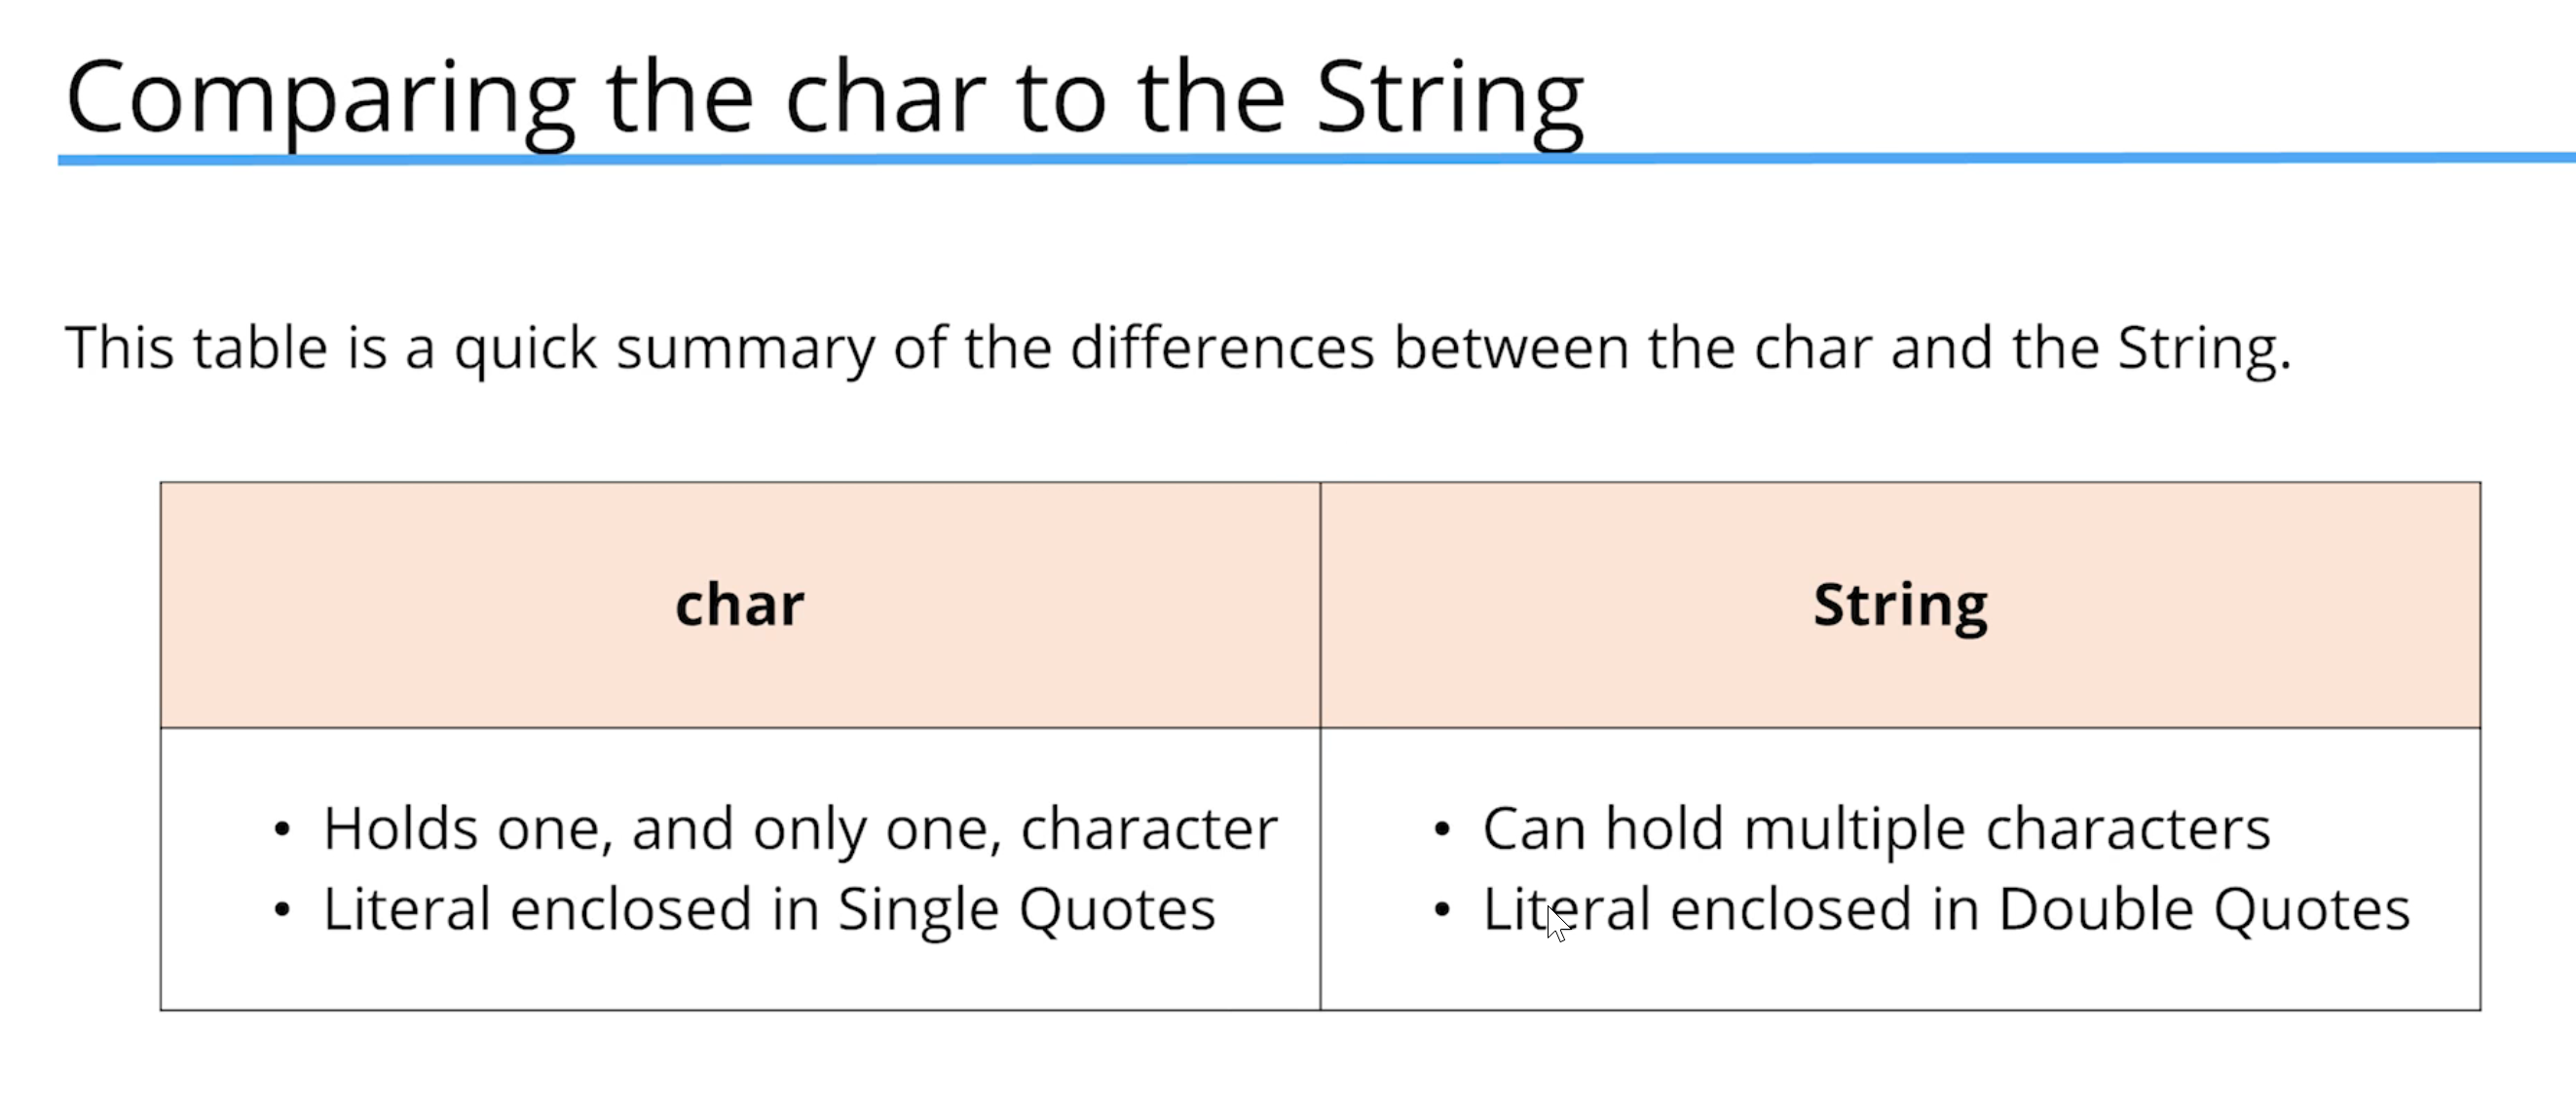 Comparing the char to the String
This table is a quick summary of the differences between the char and the String.
char
String
• Holds one, and only one, character
• Literal enclosed in Single Quotes
• Can hold multiple characters
• Literal enclosed in Double Quotes